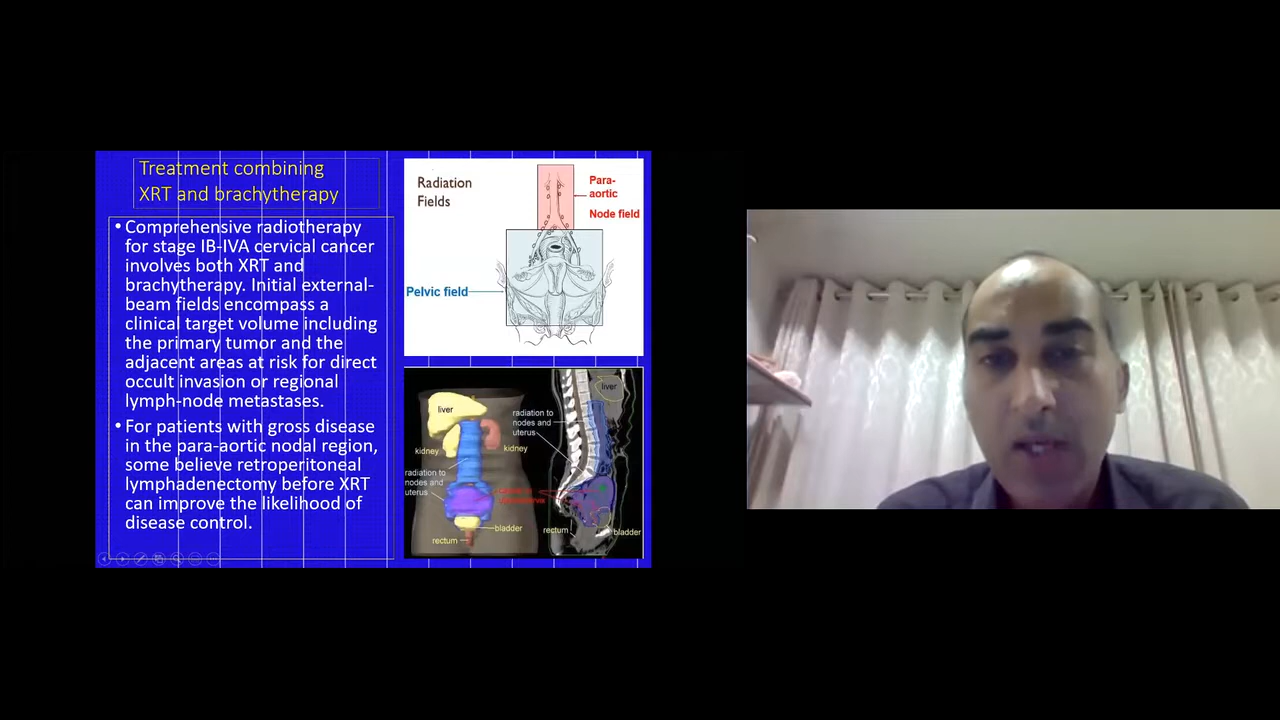 Treatment combining
XRT and brachytherapy
• Comprehensive radiotherapy
for stage IB-IVA cervical cancer
involves both XRT and
brachytherapy. Initial external-
beam fields encompass a
clinical target volume including
the primary tumor and the
adjacent areas at risk for direct
occult invasion or regional
lymph-node metastases.
• For patients with gross disease
in the para-aortic nodal region,
some believe retroperitoneal
lymphadenectomy before XRT
can improve the likelihood of
disease control.
Radiation
Fields
Para-
aortic
Node field
Pelvic field
liver
kidney
kidney
radiation to
nodes and
uterus
bladder
rectum
liver
radiation to
nodes and
uterus
rectum
bladder